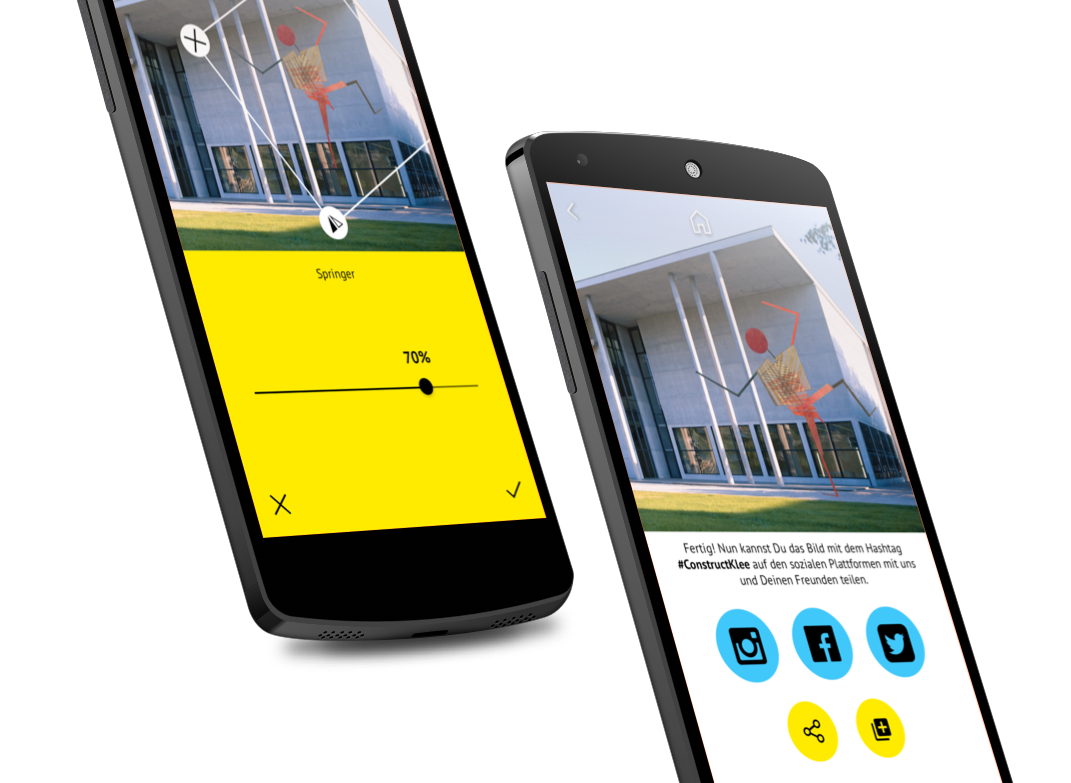 Springer
70%
Fertig! Nun kannst Du das Bild mit dem Hashtag
#ConstructKlee auf den sozialen Plattformen mit uns
und Deinen Freunden teilen.